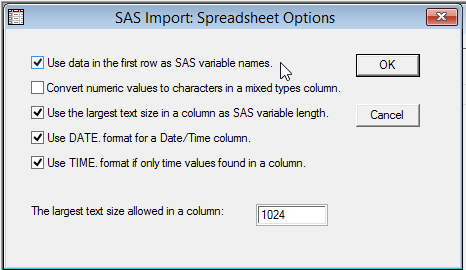 SAS Import: Spreadsheet Options
Use data in the first row as SAS variable names.
OK
Convert numeric values to characters in a mixed types column.
Use the largest text size in a column as SAS variable length.
Cancel
Use DATE. format for a Date/Time column.
Use TIME. format if only time values found in a column.
The largest text size allowed in a column: 1024